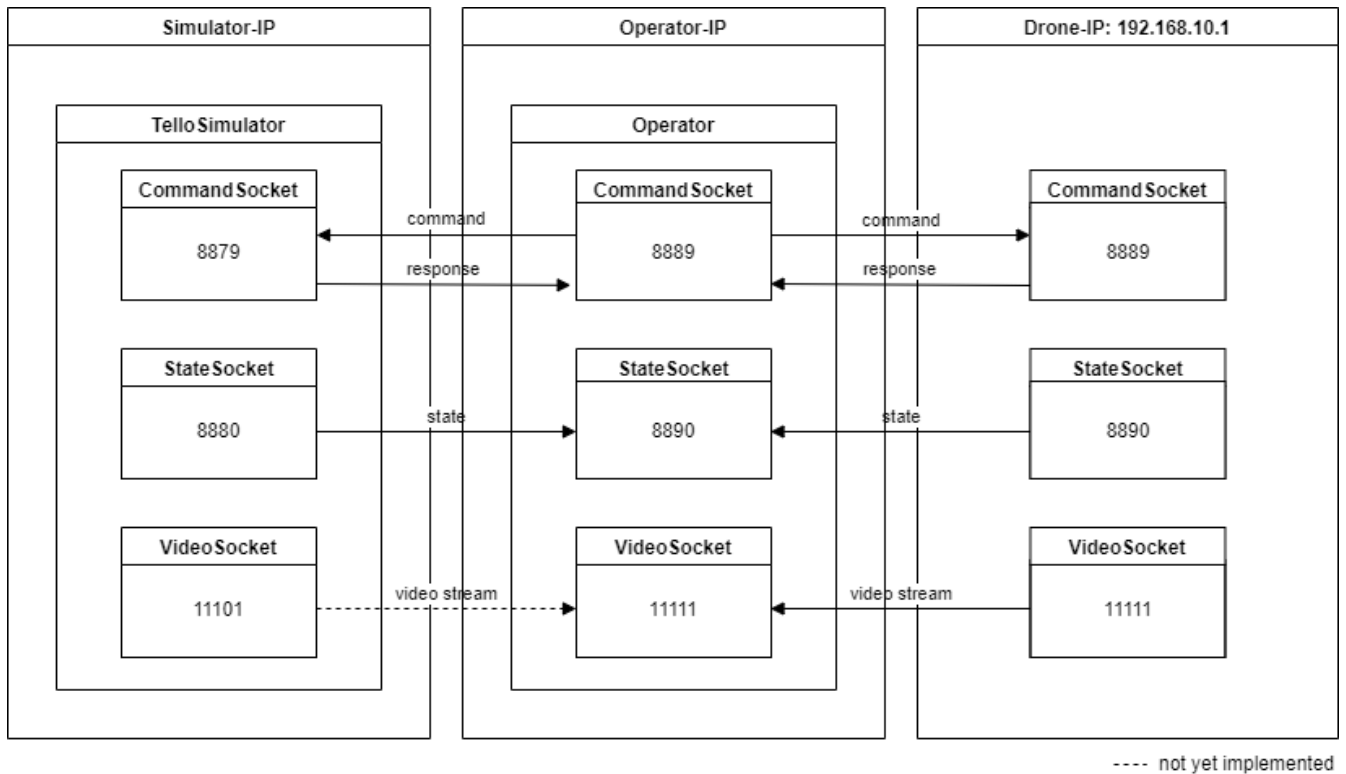 Simulator-IP
Operator-IP
Drone-IP: 192.168.10.1
TelloSimulator
Operator
CommandSocket
CommandSocket
CommandSocket
command
command
8879
8889
8889
response
response
StateSocket
StateSocket
StateSocket
state
state
8880
8890
8890
VideoSocket
VideoSocket
VideoSocket
video stream
video stream
11101
11111
11111
---- not yet implemented